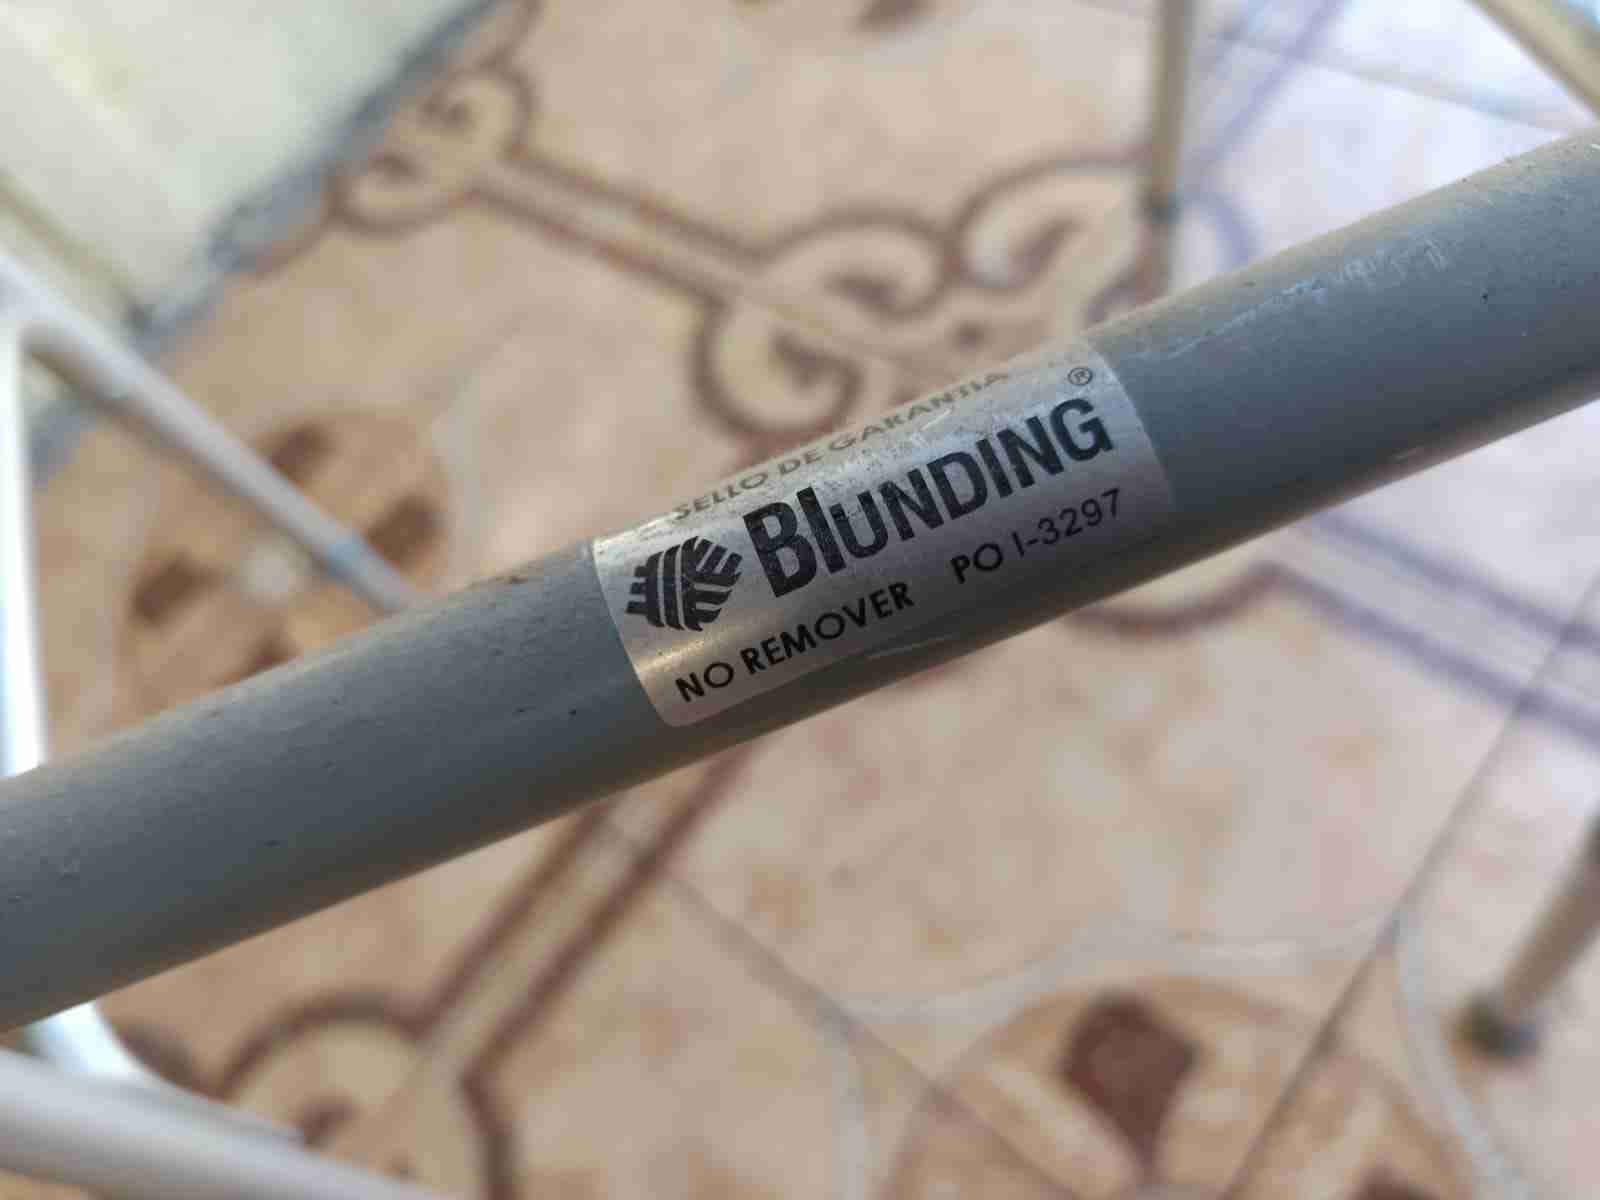 SELLO DE GARANTIA
BlUNDING ®
NO REMOVER PO I-3297